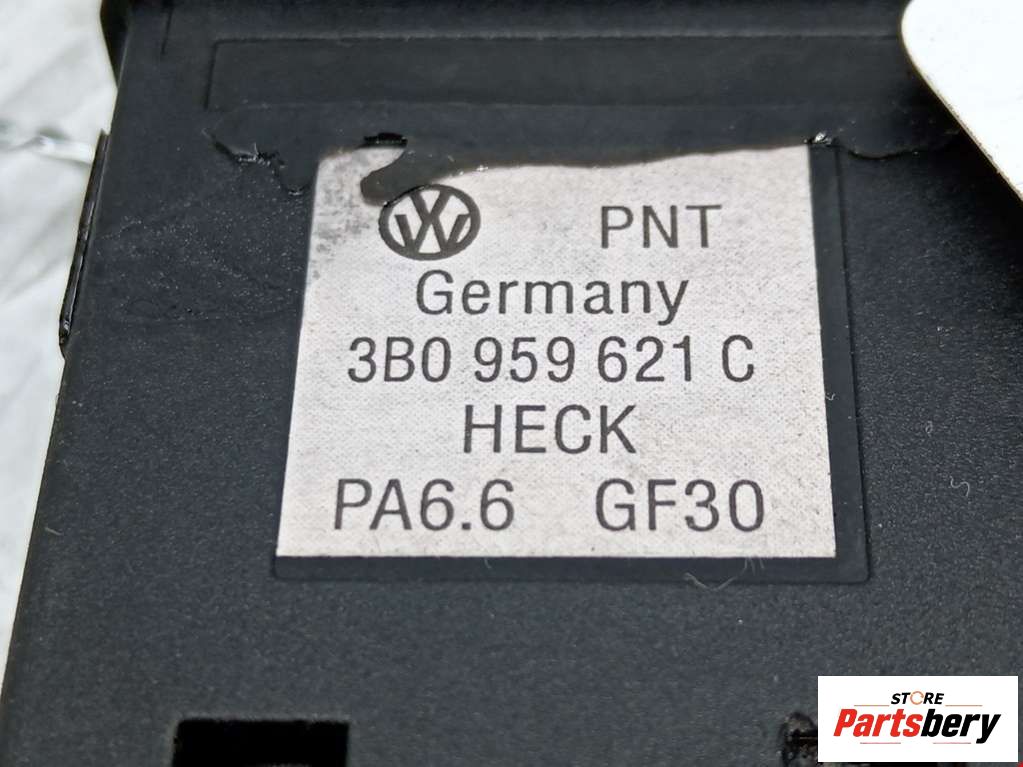 PNT
Germany
3B0 959 621 C
HECK
PA6.6 GF30
STORE
Partsbery